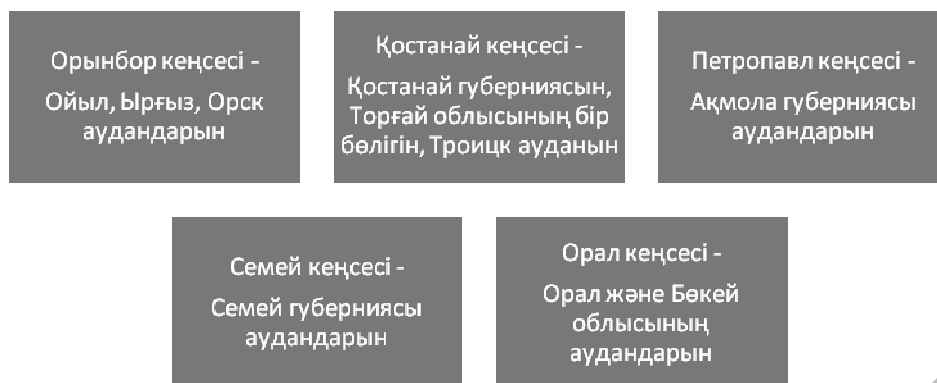 Орынбор кеңсесі -
Ойыл, Ырғыз, Орск
аудандарын
Қостанай кеңсесі -
Қостанай губерниясын,
Торғай облысының бір
бөлігін, Троицк ауданын
Петропавл кеңсесі -
Ақмола губерниясы
аудандарын
Семей кеңсесі -
Семей губерниясы
аудандарын
Орал кеңсесі -
Орал және Бөкей
облысының
аудандарын